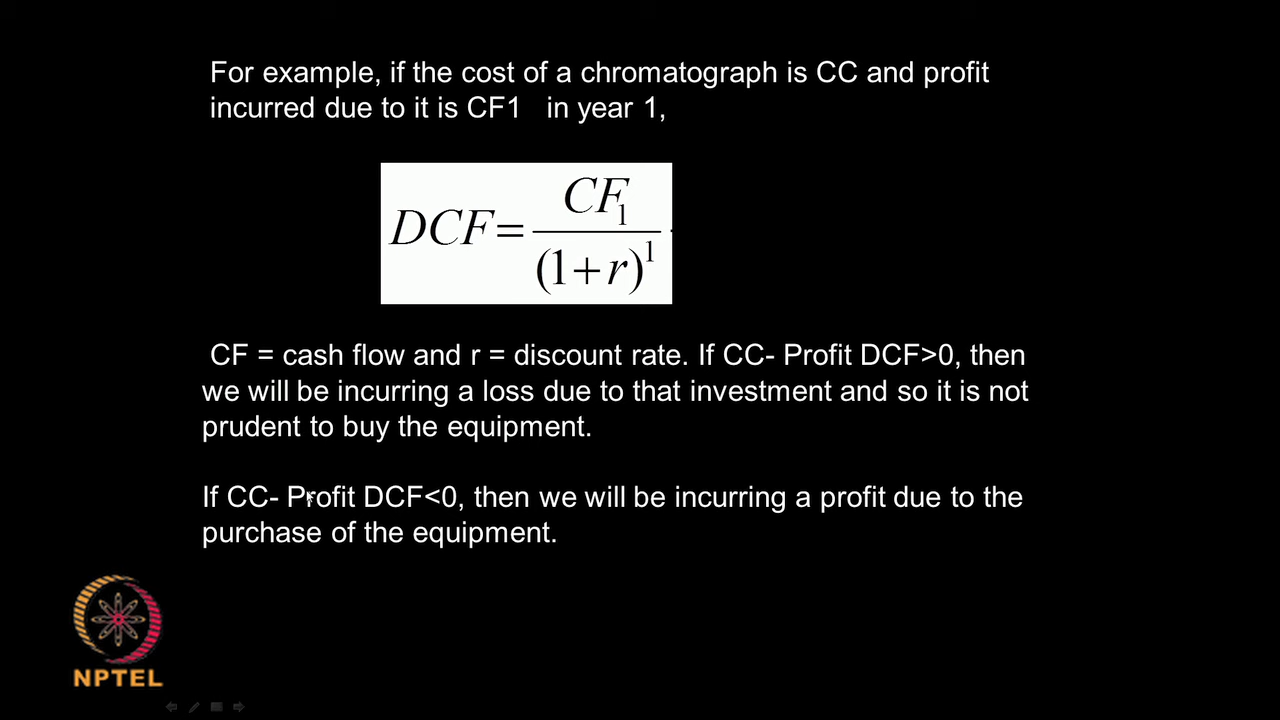 For example, if the cost of a chromatograph is CC and profit
incurred due to it is CF1 in year 1,
DCF = CF₁ / (1+r)¹
CF = cash flow and r = discount rate. If CC- Profit DCF>0, then
we will be incurring a loss due to that investment and so it is not
prudent to buy the equipment.
If CC- Profit DCF<0, then we will be incurring a profit due to the
purchase of the equipment.
NPTEL